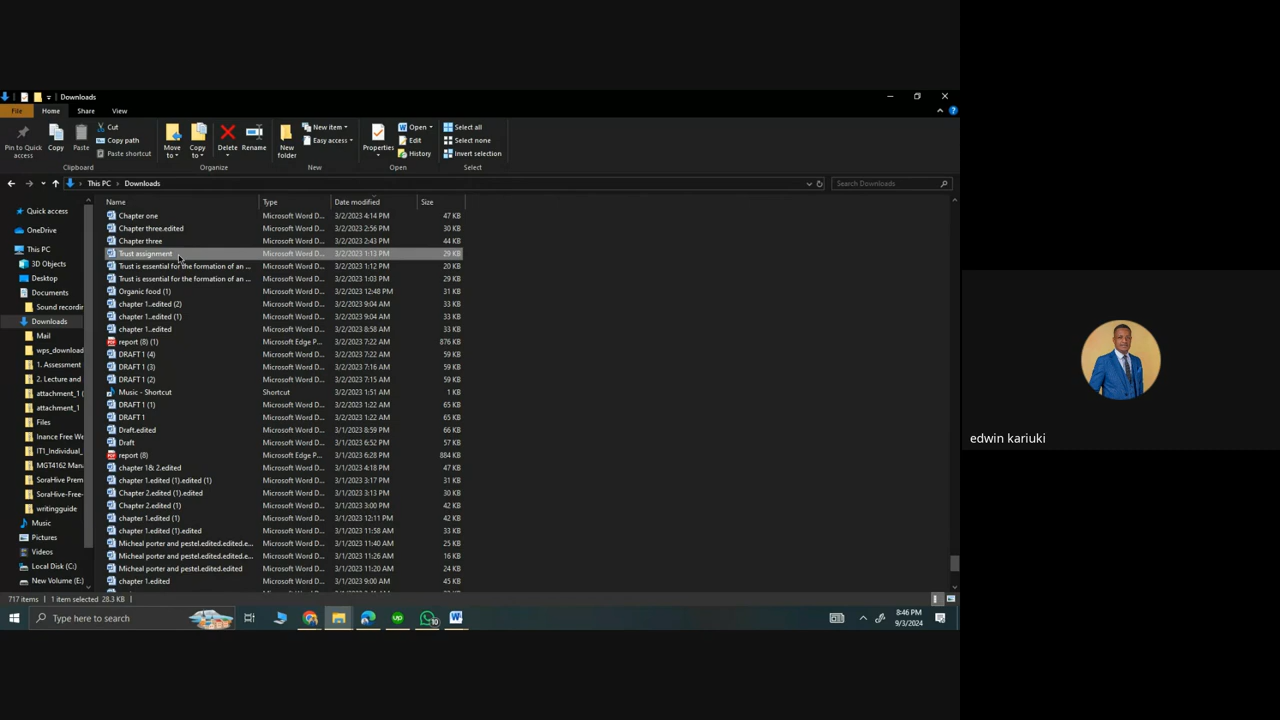 Downloads
File Home Share View
Pin to Quick access
Copy
Paste
Cut
Copy path
Paste shortcut
Clipboard
Move to
Copy to
Delete
Rename
Organize
New folder
New item
Easy access
New
Properties
Open
Edit
History
Open
Select all
Select none
Invert selection
Select
This PC Downloads
Search Downloads
Quick access
OneDrive
This PC
3D Objects
Desktop
Documents
Sound recordin
Downloads
Mail
wps_download
1. Assessment
2. Lecture and
attachment_1 (
attachment_1
Files
Inance Free We
IT1_Individual_
MGT4162 Man
SoraHive Prem
SoraHive-Free-
writingguide
Music
Pictures
Videos
Local Disk (C:)
New Volume (E:)
Name Type Date modified Size
Chapter one Microsoft Word D... 3/2/2023 4:14 PM 47 KB
Chapter three.edited Microsoft Word D... 3/2/2023 2:56 PM 30 KB
Chapter three Microsoft Word D... 3/2/2023 2:43 PM 44 KB
Trust assignment Microsoft Word D... 3/2/2023 1:13 PM 29 KB
Trust is essential for the formation of an ... Microsoft Word D... 3/2/2023 1:12 PM 20 KB
Trust is essential for the formation of an ... Microsoft Word D... 3/2/2023 1:03 PM 29 KB
Organic food (1) Microsoft Word D... 3/2/2023 12:48 PM 31 KB
chapter 1..edited (2) Microsoft Word D... 3/2/2023 9:04 AM 33 KB
chapter 1..edited (1) Microsoft Word D... 3/2/2023 9:04 AM 33 KB
chapter 1..edited Microsoft Word D... 3/2/2023 8:58 AM 33 KB
report (8) (1) Microsoft Edge P... 3/2/2023 7:22 AM 876 KB
DRAFT 1 (4) Microsoft Word D... 3/2/2023 7:22 AM 59 KB
DRAFT 1 (3) Microsoft Word D... 3/2/2023 7:16 AM 59 KB
DRAFT 1 (2) Microsoft Word D... 3/2/2023 7:15 AM 59 KB
Music - Shortcut Shortcut 3/2/2023 1:51 AM 1 KB
DRAFT 1 (1) Microsoft Word D... 3/2/2023 1:22 AM 65 KB
DRAFT 1 Microsoft Word D... 3/2/2023 1:22 AM 65 KB
Draft.edited Microsoft Word D... 3/1/2023 8:59 PM 66 KB
Draft Microsoft Word D... 3/1/2023 6:52 PM 62 KB
report (8) Microsoft Edge P... 3/1/2023 6:28 PM 884 KB
chapter 1& 2.edited Microsoft Word D... 3/1/2023 4:18 PM 47 KB
chapter 1.edited (1).edited (1) Microsoft Word D... 3/1/2023 3:17 PM 31 KB
Chapter 2.edited (1).edited Microsoft Word D... 3/1/2023 3:13 PM 30 KB
Chapter 2.edited (1) Microsoft Word D... 3/1/2023 3:00 PM 42 KB
chapter 1.edited (1) Microsoft Word D... 3/1/2023 12:11 PM 42 KB
chapter 1.edited (1).edited Microsoft Word D... 3/1/2023 11:58 AM 33 KB
Micheal porter and pestel.edited.edited.e... Microsoft Word D... 3/1/2023 11:40 AM 25 KB
Micheal porter and pestel.edited.edited.e... Microsoft Word D... 3/1/2023 11:26 AM 16 KB
Micheal porter and pestel.edited.edited Microsoft Word D... 3/1/2023 11:20 AM 24 KB
chapter 1.edited Microsoft Word D... 3/1/2023 9:00 AM 45 KB
717 items 1 item selected 28.3 KB
Type here to search
up
10
8:46 PM
9/3/2024
edwin kariuki